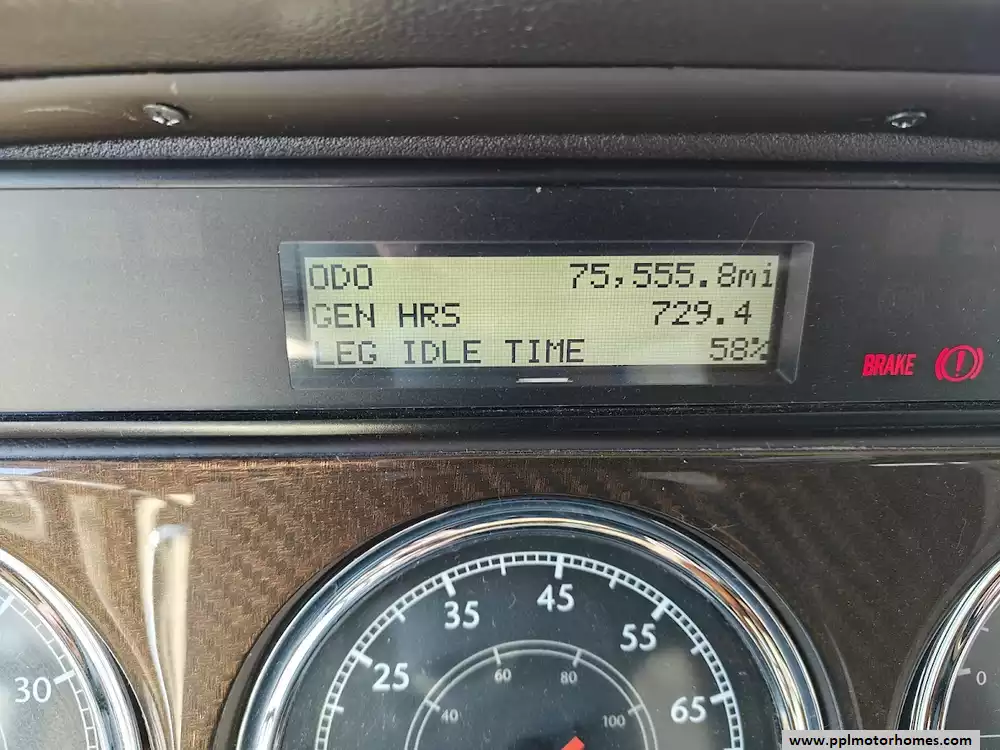 ODO 75,555.8mi
GEN HRS 729.4
LEG IDLE TIME 58%
BRAKE
25 35 45 55 65
40 60 80 100
30
0
www.pplmotorhomes.com